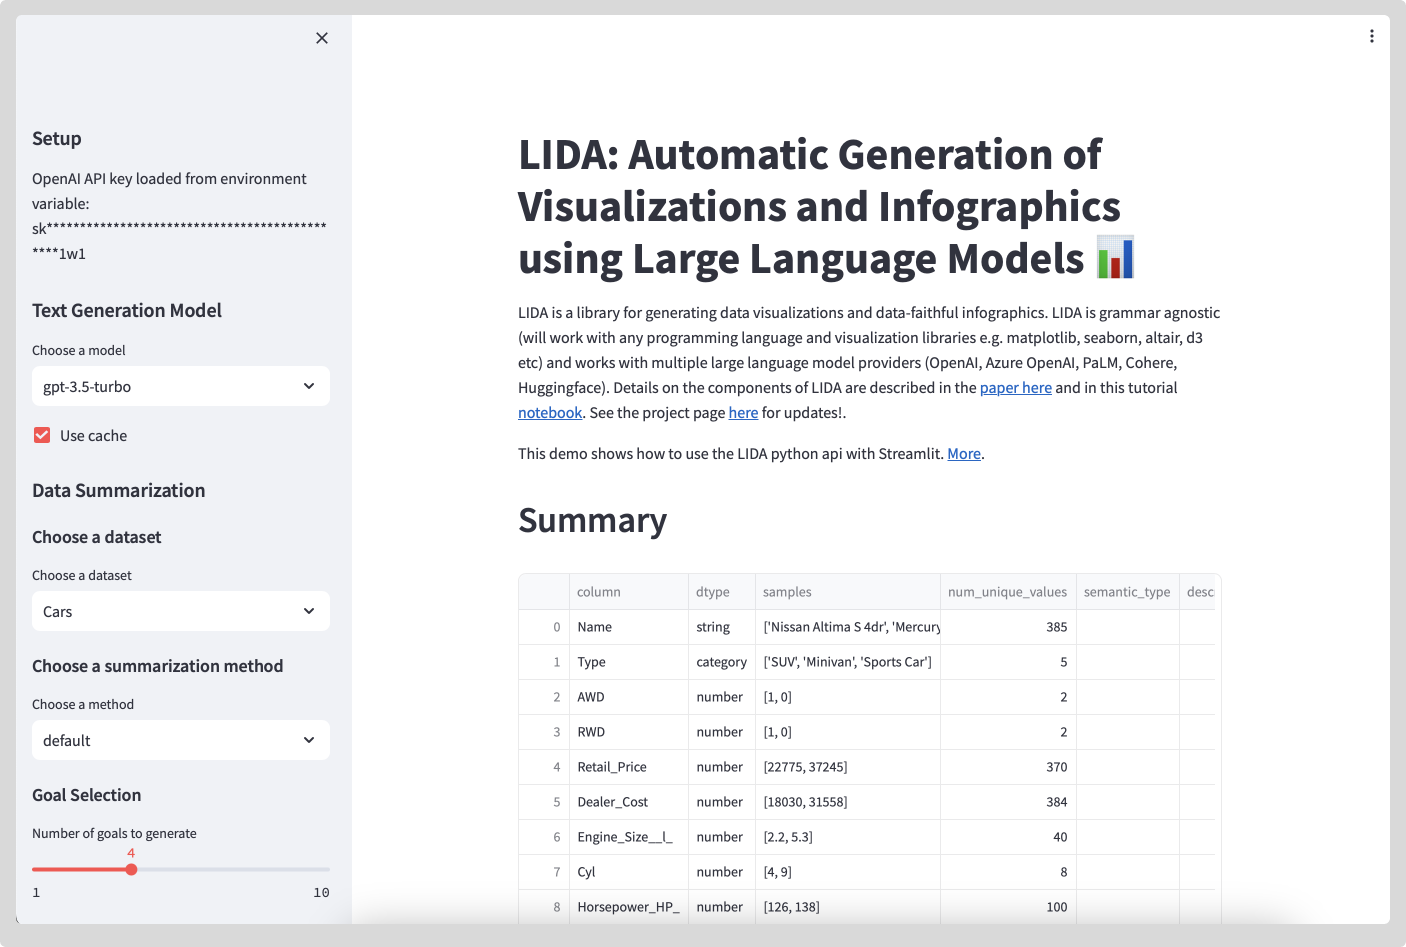 Setup
OpenAI API key loaded from environment
variable:
sk******************************************
****1w1
Text Generation Model
Choose a model
gpt-3.5-turbo
Use cache
Data Summarization
Choose a dataset
Choose a dataset
Cars
Choose a summarization method
Choose a method
default
Goal Selection
Number of goals to generate
4
1 10
LIDA: Automatic Generation of
Visualizations and Infographics
using Large Language Models
LIDA is a library for generating data visualizations and data-faithful infographics. LIDA is grammar agnostic
(will work with any programming language and visualization libraries e.g. matplotlib, seaborn, altair, d3
etc) and works with multiple large language model providers (OpenAI, Azure OpenAI, PaLM, Cohere,
Huggingface). Details on the components of LIDA are described in the paper here and in this tutorial
notebook. See the project page here for updates!.
This demo shows how to use the LIDA python api with Streamlit. More.
Summary
column dtype samples num_unique_values semantic_type desc
0 Name string ['Nissan Altima S 4dr', 'Mercury 385
1 Type category ['SUV', 'Minivan', 'Sports Car'] 5
2 AWD number [1, 0] 2
3 RWD number [1, 0] 2
4 Retail_Price number [22775, 37245] 370
5 Dealer_Cost number [18030, 31558] 384
6 Engine_Size__l_ number [2.2, 5.3] 40
7 Cyl number [4, 9] 8
8 Horsepower_HP_ number [126, 138] 100